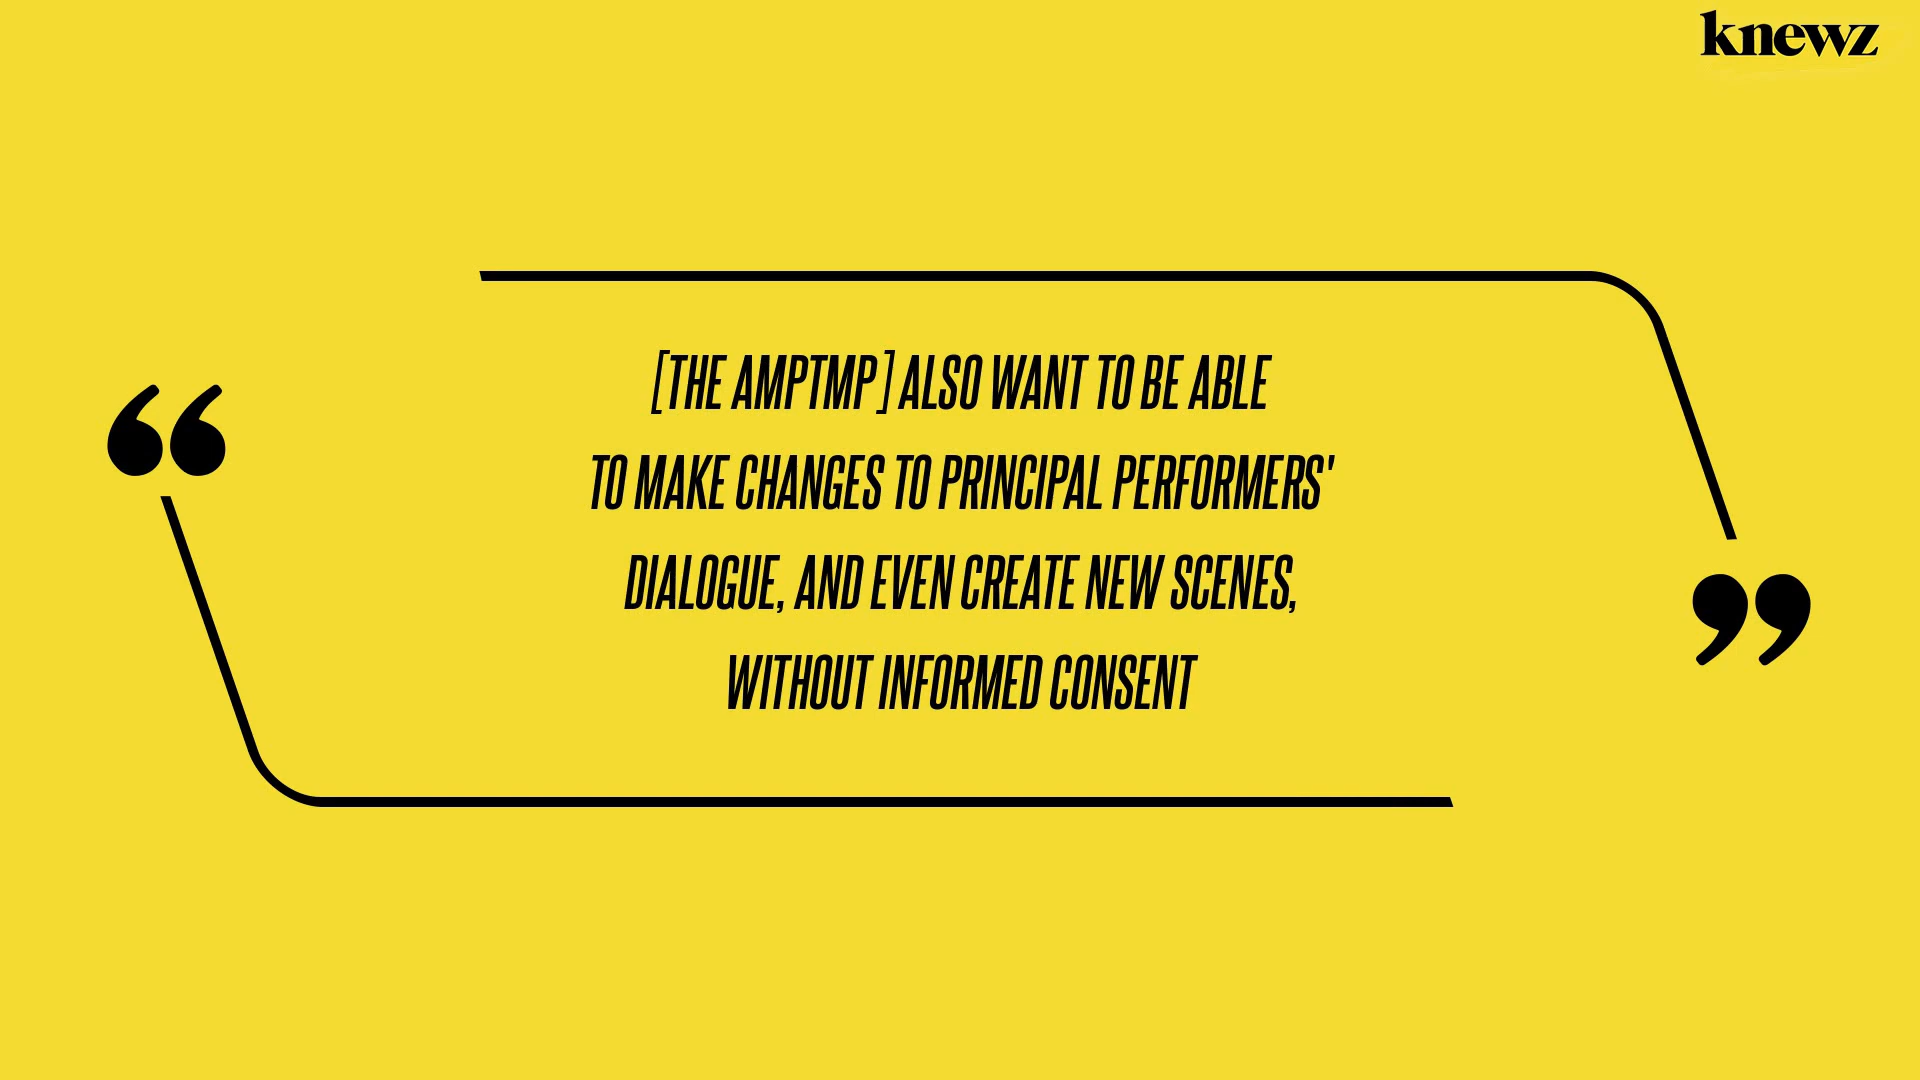 knewz
[THE AMPTMP] ALSO WANT TO BE ABLE
TO MAKE CHANGES TO PRINCIPAL PERFORMERS'
DIALOGUE, AND EVEN CREATE NEW SCENES,
WITHOUT INFORMED CONSENT